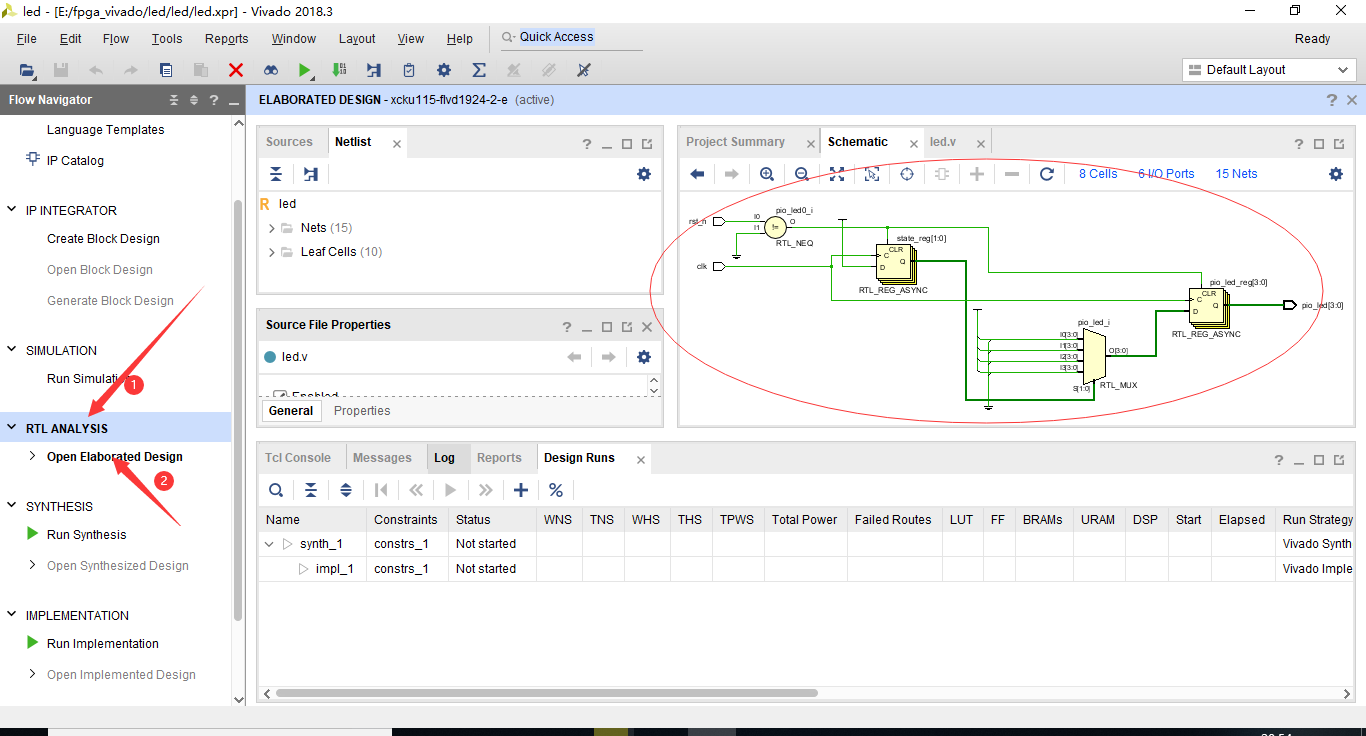 led - [E:/fpga_vivado/led/led/led.xpr] - Vivado 2018.3
File Edit Flow Tools Reports Window Layout View Help Quick Access Ready
Default Layout
Flow Navigator
ELABORATED DESIGN - xcku115-flvd1924-2-e (active)
Language Templates
IP Catalog
IP INTEGRATOR
Create Block Design
Open Block Design
Generate Block Design
SIMULATION
Run Simulation
1
RTL ANALYSIS
Open Elaborated Design
2
SYNTHESIS
Run Synthesis
Open Synthesized Design
IMPLEMENTATION
Run Implementation
Open Implemented Design
Sources Netlist
R led
Nets (15)
Leaf Cells (10)
Source File Properties
led.v
Enabled
General Properties
Project Summary Schematic led.v
8 Cells 6 I/O Ports 15 Nets
pio_led0_i
rst_n
I0
I1
O
!=
RTL_NEQ
state_reg[1:0]
CLR
C
Q
D
RTL_REG_ASYNC
clk
pio_led_reg[3:0]
CLR
C
Q
D
RTL_REG_ASYNC
pio_led[3:0]
pio_led_i
I0[3:0]
I1[3:0]
I2[3:0]
I3[3:0]
O[3:0]
S[1:0]
RTL_MUX
Tcl Console Messages Log Reports Design Runs
Name Constraints Status WNS TNS WHS THS TPWS Total Power Failed Routes LUT FF BRAMs URAM DSP Start Elapsed Run Strategy
synth_1 constrs_1 Not started Vivado Synth
impl_1 constrs_1 Not started Vivado Imple